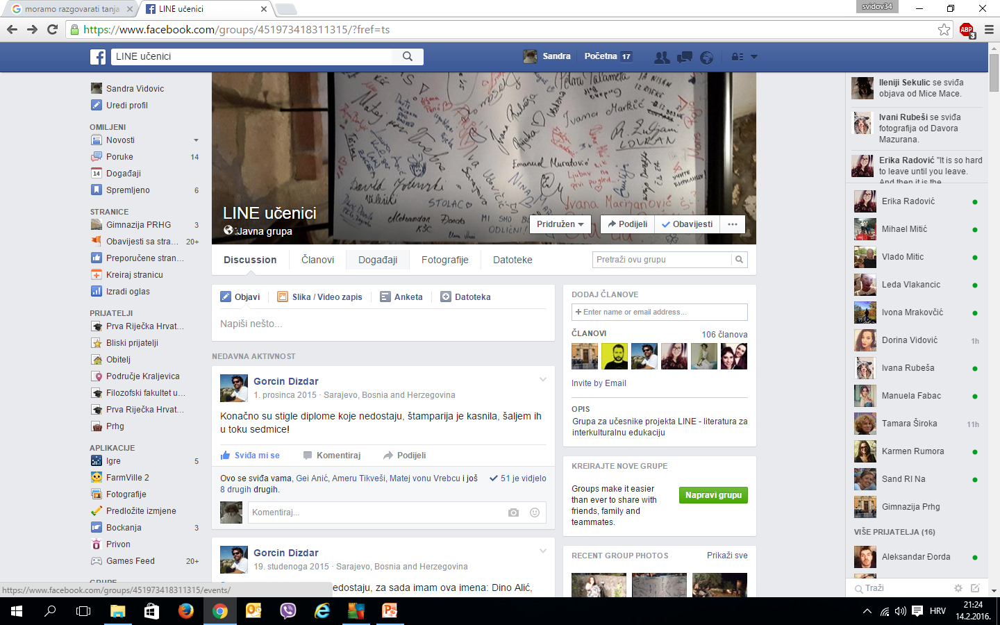 moramo razgovarati tanja
LINE učenici
svidov34
https://www.facebook.com/groups/451973418311315/?fref=ts
ABP
3
LINE učenici
Sandra
Početna 17
Sandra Vidovic
Uredi profil
OMILJENI
Novosti
Poruke 14
Događaji
Spremljeno 6
STRANICE
Gimnazija PRHG 3
Obavijesti sa stra... 20+
Preporučene stran...
Kreiraj stranicu
Izradi oglas
PRIJATELJI
Prva Riječka Hrvat...
Bliski prijatelji
Obitelj
Područje Kraljevica
Filozofski fakultet u...
Prva Riječka Hrvat...
Prhg
APLIKACIJE
Igre 5
FarmVille 2
Fotografije
Predložite izmjene
Bockanja 3
Privon
Games Feed 20+
https://www.facebook.com/groups/451973418311315/events/
Ivana Markić
Emanuel Muratović
LOVRAN
Ljubav na
prvi pogled...
David
STOLAC
NINA
Ivana Marijanović
MI SMO
ODLIČNI!
LINE učenici
Javna grupa
Pridružen
Podijeli
Obavijesti
Discussion
Članovi
Događaji
Fotografije
Datoteke
Pretraži ovu grupu
Objavi
Slika / Video zapis
Anketa
Datoteka
Napiši nešto...
NEDAVNA AKTIVNOST
Gorcin Dizdar
1. prosinca 2015 · Sarajevo, Bosnia and Herzegovina
Konačno su stigle diplome koje nedostaju, štamparija je kasnila, šaljem ih
u toku sedmice!
Sviđa mi se
Komentiraj
Podijeli
Ovo se sviđa vama, Gei Anić, Ameru Tikveši, Matej vonu Vrebcu i još
8 drugih drugih.
51 je vidjelo
Komentiraj...
Gorcin Dizdar
19. studenoga 2015 · Sarajevo, Bosnia and Herzegovina
edostaju, za sada imam ova imena: Dino Alić,
DODAJ ČLANOVE
Enter name or email address...
ČLANOVI
106 članova
Invite by Email
OPIS
Grupa za učesnike projekta LINE - literatura za
interkulturalnu edukaciju
KREIRAJTE NOVE GRUPE
Groups make it easier
than ever to share with
friends, family and
teammates.
Napravi grupu
RECENT GROUP PHOTOS
Prikaži sve
Ileniji Sekulic se sviđa
objava od Mice Mace.
Ivani Rubeši se sviđa
fotografija od Davora
Mazurana.
Erika Radović "It is so hard
to leave until you leave.
And then it is the
Erika Radović
Mihael Mitić
Vlado Mitic
Leda Vlakancic
Ivona Mrakovčić
Dorina Vidović 1h
Ivana Rubeša
Manuela Fabac
Tamara Široka 11h
Karmen Rumora
Sand RI Na
Gimnazija Prhg
VIŠE PRIJATELJA (16)
Aleksandar Đorda
Traži
HRV
21:24
14.2.2016.